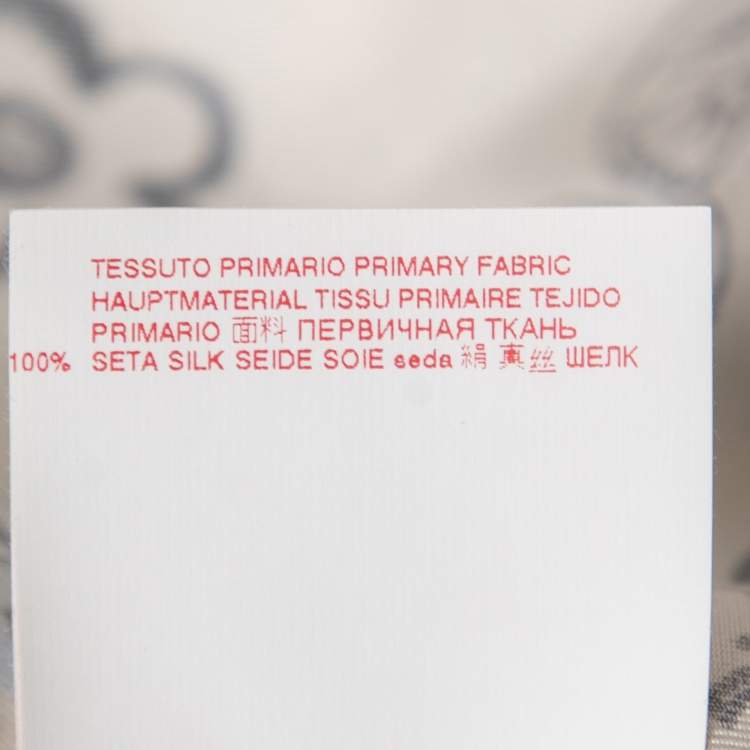 TESSUTO PRIMARIO PRIMARY FABRIC
HAUPTMATERIAL TISSU PRIMAIRE TEJIDO
PRIMARIO 面料 ПЕРВИЧНАЯ ТКАНЬ
100% SETA SILK SEIDE SOIE seda 絹 真丝 ШЕЛК